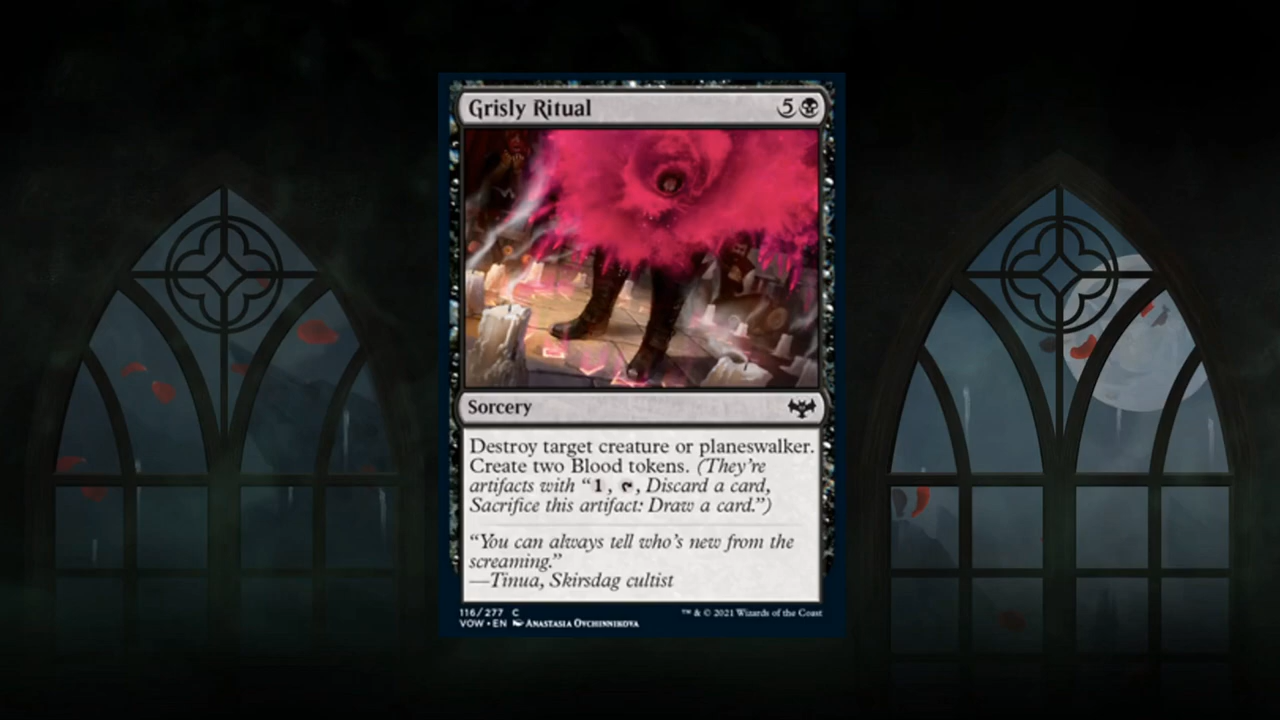 Grisly Ritual 5
Sorcery
Destroy target creature or planeswalker.
Create two Blood tokens. (They're
artifacts with “1, , Discard a card,
Sacrifice this artifact: Draw a card.”)
“You can always tell who's new from the
screaming.”
—Tinua, Skirsdag cultist
116/277 C
™ & © 2021 Wizards of the Coast
VOW • EN Anastasia Ovchinnikova